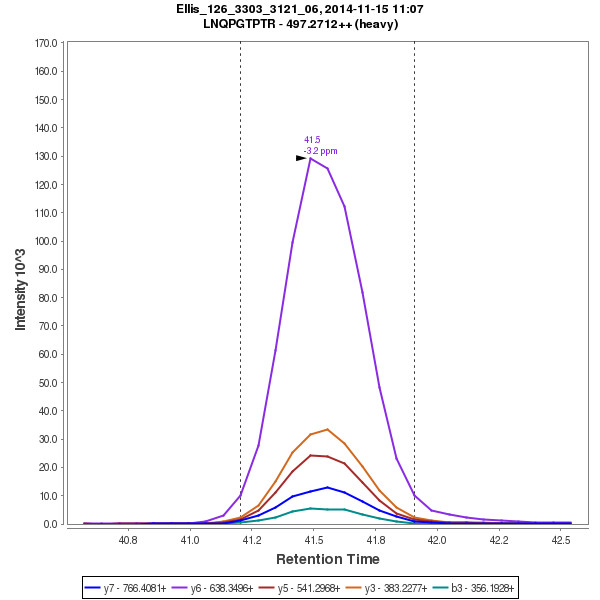 Ellis_126_3303_3121_06, 2014-11-15 11:07
LNQPGTPTR - 497.2712++ (heavy)
170.0
160.0
150.0
140.0
130.0
120.0
110.0
100.0
90.0
80.0
70.0
60.0
50.0
40.0
30.0
20.0
10.0
0.0
Intensity 10^3
41.5
-3.2 ppm
40.8
41.0
41.2
41.5
41.8
42.0
42.2
42.5
Retention Time
y7 - 766.4081+
y6 - 638.3496+
y5 - 541.2968+
y3 - 383.2277+
b3 - 356.1928+